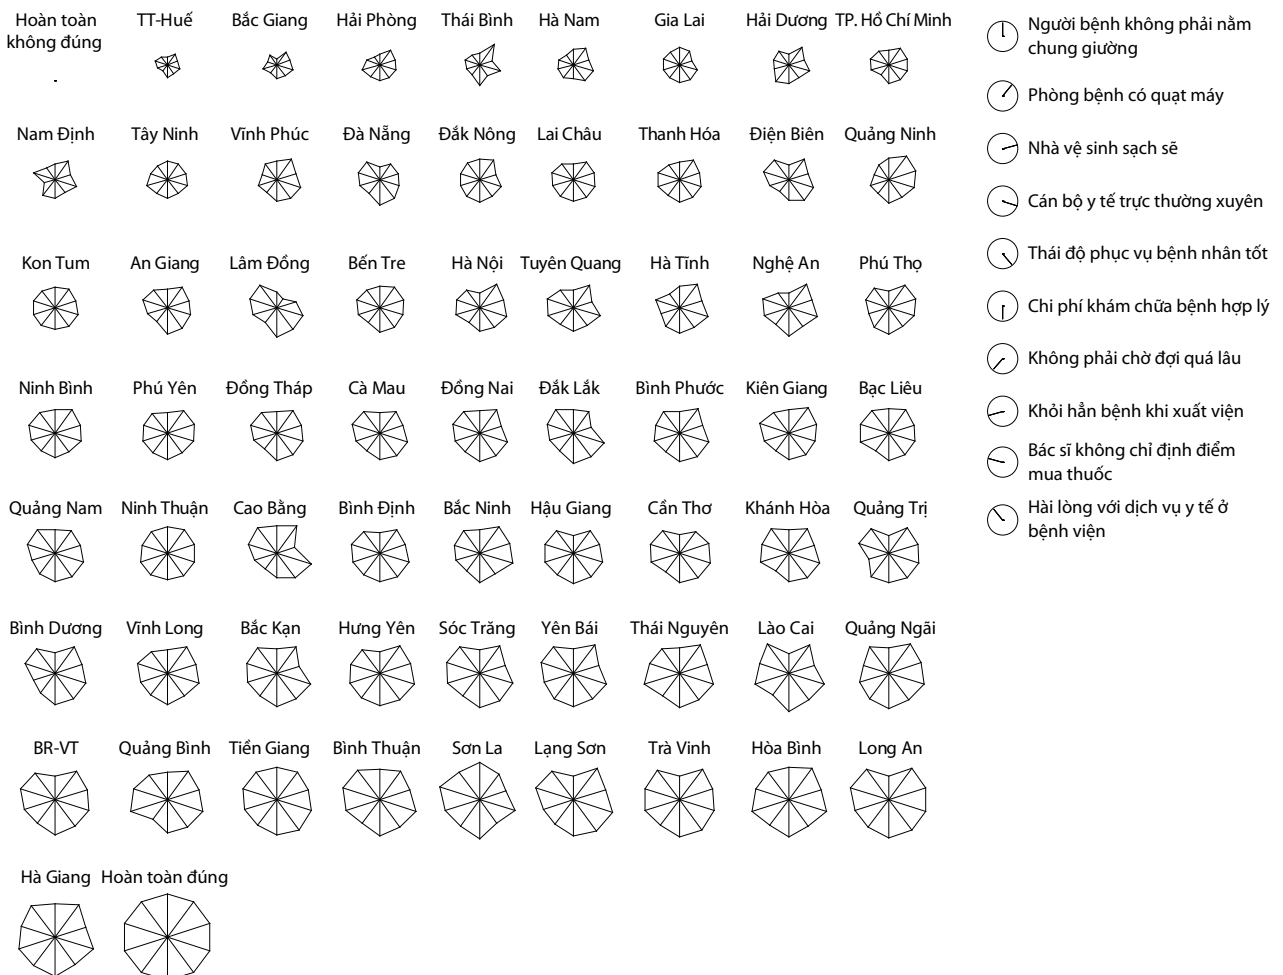 Hoàn toàn
không đúng
TT-Huế
Bắc Giang
Hải Phòng
Thái Bình
Hà Nam
Gia Lai
Hải Dương
TP. Hồ Chí Minh
Nam Định
Tây Ninh
Vĩnh Phúc
Đà Nẵng
Đắk Nông
Lai Châu
Thanh Hóa
Điện Biên
Quảng Ninh
Kon Tum
An Giang
Lâm Đồng
Bến Tre
Hà Nội
Tuyên Quang
Hà Tĩnh
Nghệ An
Phú Thọ
Ninh Bình
Phú Yên
Đồng Tháp
Cà Mau
Đồng Nai
Đắk Lắk
Bình Phước
Kiên Giang
Bạc Liêu
Quảng Nam
Ninh Thuận
Cao Bằng
Bình Định
Bắc Ninh
Hậu Giang
Cần Thơ
Khánh Hòa
Quảng Trị
Bình Dương
Vĩnh Long
Bắc Kạn
Hưng Yên
Sóc Trăng
Yên Bái
Thái Nguyên
Lào Cai
Quảng Ngãi
BR-VT
Quảng Bình
Tiền Giang
Bình Thuận
Sơn La
Lạng Sơn
Trà Vinh
Hòa Bình
Long An
Hà Giang
Hoàn toàn đúng
Người bệnh không phải nằm
chung giường
Phòng bệnh có quạt máy
Nhà vệ sinh sạch sẽ
Cán bộ y tế trực thường xuyên
Thái độ phục vụ bệnh nhân tốt
Chi phí khám chữa bệnh hợp lý
Không phải chờ đợi quá lâu
Khỏi hẳn bệnh khi xuất viện
Bác sĩ không chỉ định điểm
mua thuốc
Hài lòng với dịch vụ y tế ở
bệnh viện